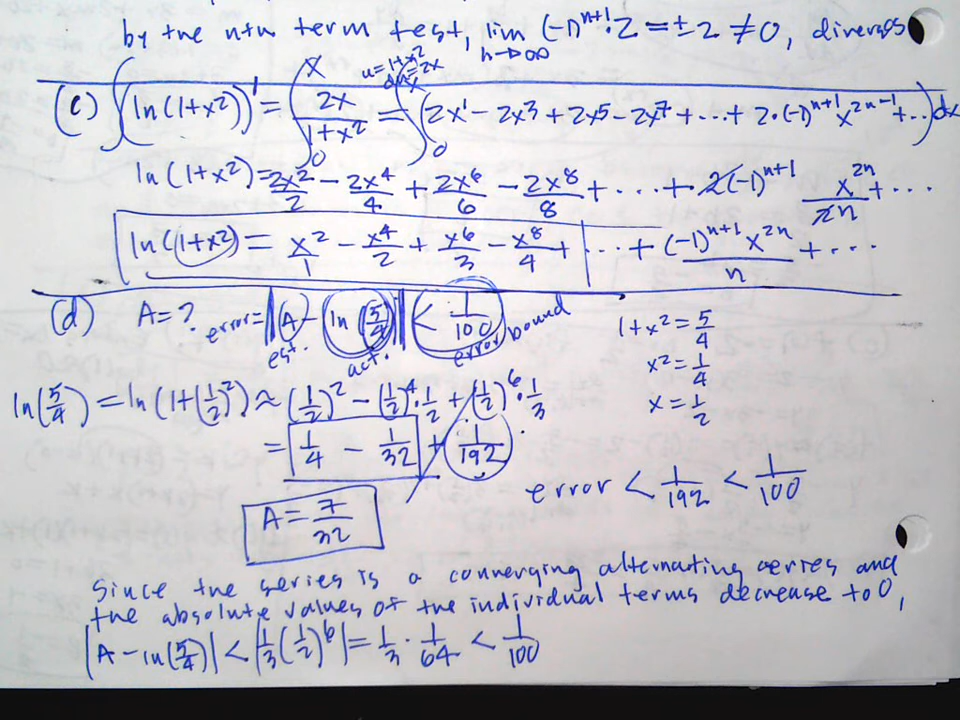 by the nth term test, lim n→∞ (-1)^{n+1}·2 = ±2 ≠ 0, diverges
u=1+x² du=2x
(c) ∫(ln(1+x²))' = ∫₀ˣ 2x/(1+x²) = ∫₀ˣ (2x¹ - 2x³ + 2x⁵ - 2x⁷ + ... + 2·(-1)^{n+1} x^{2n-1} + ..) dx
ln(1+x²) = 2x²/2 - 2x⁴/4 + 2x⁶/6 - 2x⁸/8 + ... + 2(-1)^{n+1} x^{2n}/2n + ...
ln(1+x²) = x²/1 - x⁴/2 + x⁶/3 - x⁸/4 + ... + (-1)^{n+1} x^{2n}/n + ...
(d) A=? error = |A - ln(5/4)| < 1/100
est. act. error bound
1+x² = 5/4
x² = 1/4
x = 1/2
ln(5/4) = ln(1+(1/2)²) ≈ (1/2)² - (1/2)⁴·1/2 + (1/2)⁶·1/3
= 1/4 - 1/32 + 1/192
A = 7/32
error < 1/192 < 1/100
Since the series is a converging alternating series and
the absolute values of the individual terms decrease to 0,
|A - ln(5/4)| < |1/3(1/2)⁶| = 1/3 · 1/64 < 1/100